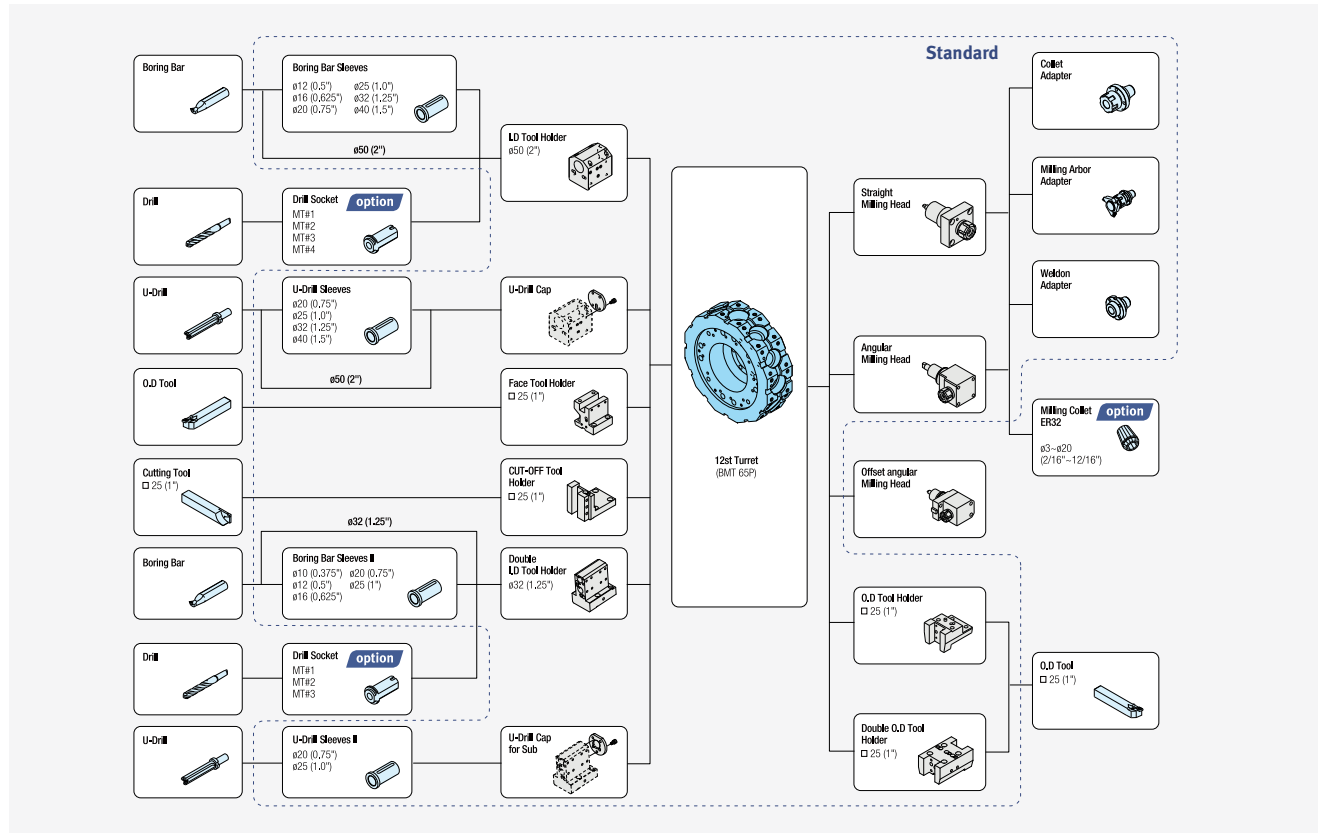 Standard
Boring Bar
Boring Bar Sleeves
ø12 (0.5") ø25 (1.0")
ø16 (0.625") ø32 (1.25")
ø20 (0.75") ø40 (1.5")
ø50 (2")
I.D Tool Holder
ø50 (2")
Drill
Drill Socket
option
MT#1
MT#2
MT#3
MT#4
U-Drill
U-Drill Sleeves
ø20 (0.75")
ø25 (1.0")
ø32 (1.25")
ø40 (1.5")
ø50 (2")
U-Drill Cap
O.D Tool
Face Tool Holder
□ 25 (1")
Cutting Tool
□ 25 (1")
CUT-OFF Tool
Holder
□ 25 (1")
ø32 (1.25")
Boring Bar
Boring Bar Sleeves II
ø10 (0.375") ø20 (0.75")
ø12 (0.5") ø25 (1")
ø16 (0.625")
Double
I.D Tool Holder
ø32 (1.25")
Drill
Drill Socket
option
MT#1
MT#2
MT#3
U-Drill
U-Drill Sleeves II
ø20 (0.75")
ø25 (1.0")
U-Drill Cap
for Sub
12st Turret
(BMT 65P)
Straight
Milling Head
Angular
Milling Head
Offset angular
Milling Head
O.D Tool Holder
□ 25 (1")
Double O.D Tool
Holder
□ 25 (1")
Collet
Adapter
Milling Arbor
Adapter
Weldon
Adapter
Milling Collet
ER32
option
ø3~ø20
(2/16"~12/16")
O.D Tool
□ 25 (1")